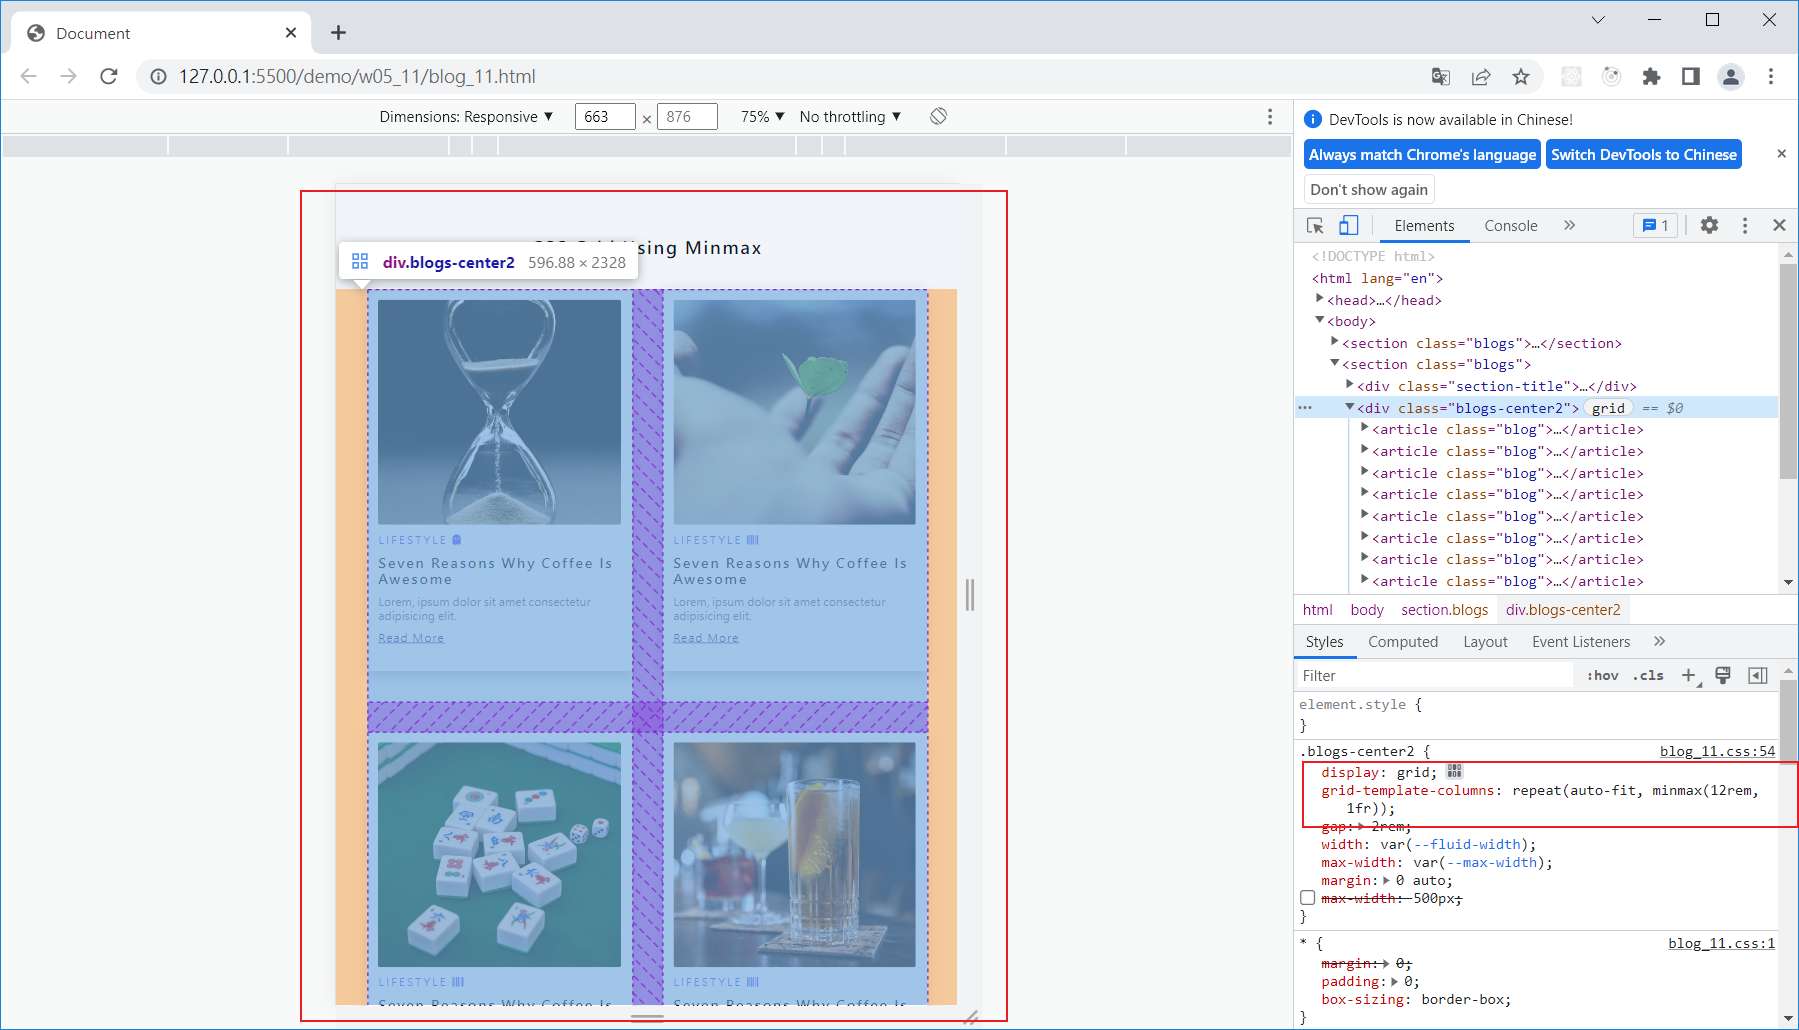 Document
127.0.0.1:5500/demo/w05_11/blog_11.html
Dimensions: Responsive ▼ 663 × 876 75% ▼ No throttling ▼
DevTools is now available in Chinese!
Always match Chrome's language Switch DevTools to Chinese
Don't show again
Elements Console » 1
Using Minmax
div.blogs-center2 596.88 × 2328
LIFESTYLE
Seven Reasons Why Coffee Is
Awesome
Lorem, ipsum dolor sit amet consectetur
adipisicing elit.
Read More
LIFESTYLE
Seven Reasons Why Coffee Is
Awesome
Lorem, ipsum dolor sit amet consectetur
adipisicing elit.
Read More
LIFESTYLE
Seven Reasons Why Coffee Is
LIFESTYLE
Seven Reasons Why Coffee Is
<!DOCTYPE html>
<html lang="en">
<head>…</head>
<body>
<section class="blogs">…</section>
<section class="blogs">
<div class="section-title">…</div>
<div class="blogs-center2"> grid == $0
<article class="blog">…</article>
<article class="blog">…</article>
<article class="blog">…</article>
<article class="blog">…</article>
<article class="blog">…</article>
<article class="blog">…</article>
<article class="blog">…</article>
<article class="blog">…</article>
html body section.blogs div.blogs-center2
Styles Computed Layout Event Listeners »
Filter :hov .cls
element.style {
}
.blogs-center2 { blog_11.css:54
display: grid;
grid-template-columns: repeat(auto-fit, minmax(12rem,
1fr));
gap: 2rem;
width: var(--fluid-width);
max-width: var(--max-width);
margin: 0 auto;
max-width: 500px;
}
* { blog_11.css:1
margin: 0;
padding: 0;
box-sizing: border-box;
}